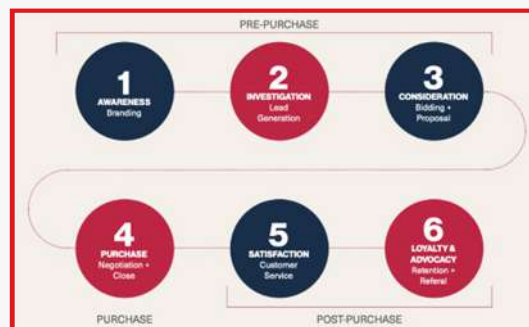 PRE-PURCHASE
1
AWARENESS
Branding
2
INVESTIGATION
Lead
Generation
3
CONSIDERATION
Bidding +
Proposal
4
PURCHASE
Negotiation +
Close
5
SATISFACTION
Customer
Service
6
LOYALTY &
ADVOCACY
Retention +
Referal
PURCHASE
POST-PURCHASE